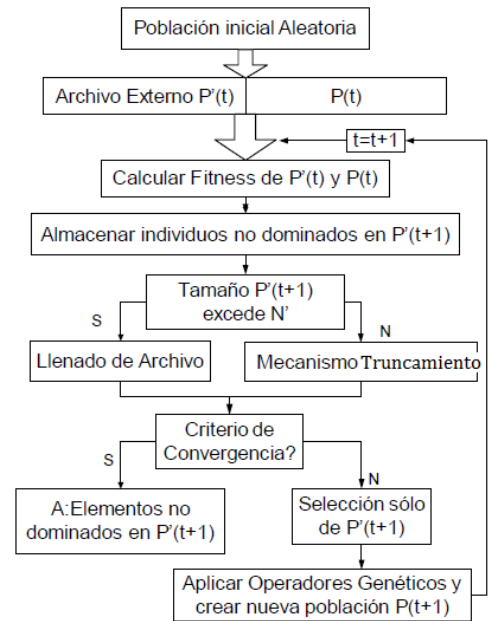 Población inicial Aleatoria
Archivo Externo P'(t)
P(t)
t=t+1
Calcular Fitness de P'(t) y P(t)
Almacenar individuos no dominados en P'(t+1)
Tamaño P'(t+1)
excede N'
S
N
Llenado de Archivo
Mecanismo Truncamiento
Criterio de
Convergencia?
S
N
A:Elementos no
dominados en P'(t+1)
Selección sólo
de P'(t+1)
Aplicar Operadores Genéticos y
crear nueva población P(t+1)